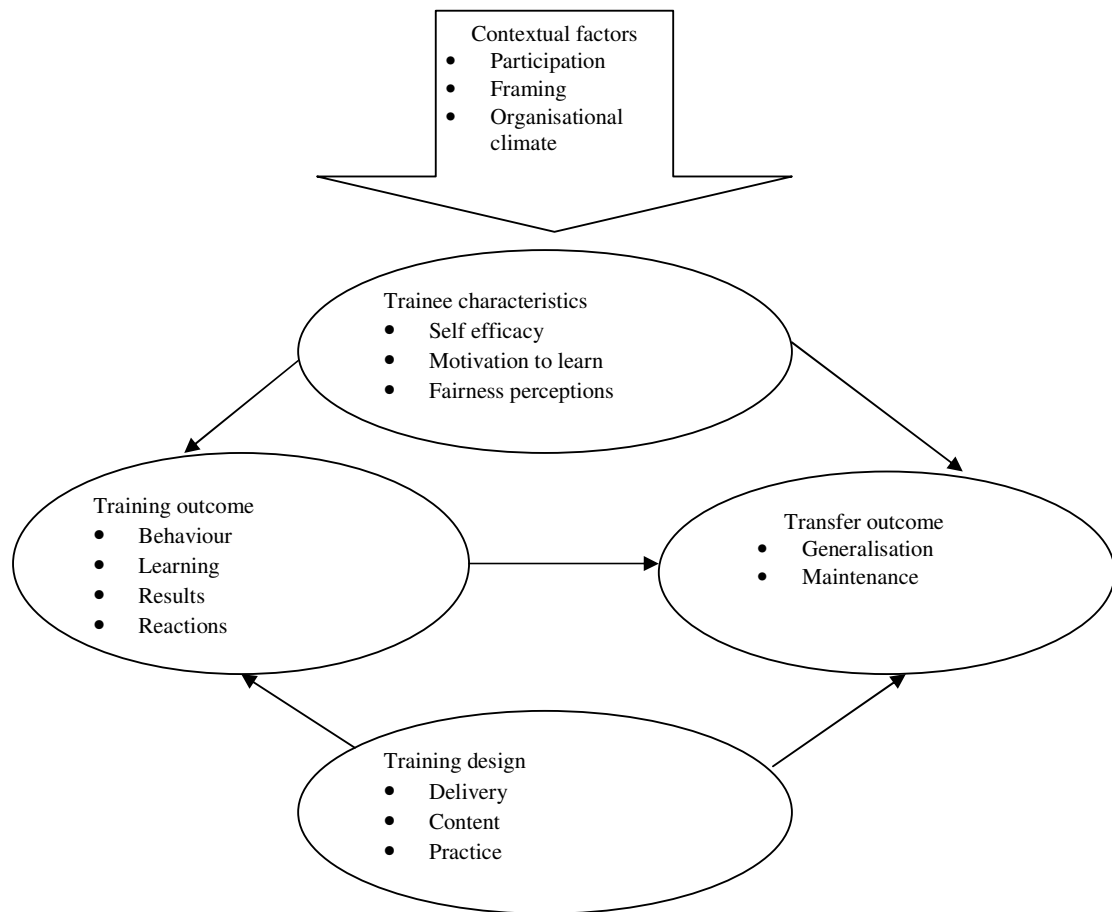 Contextual factors
• Participation
• Framing
• Organisational
climate
Trainee characteristics
• Self efficacy
• Motivation to learn
• Fairness perceptions
Training outcome
• Behaviour
• Learning
• Results
• Reactions
Transfer outcome
• Generalisation
• Maintenance
Training design
• Delivery
• Content
• Practice